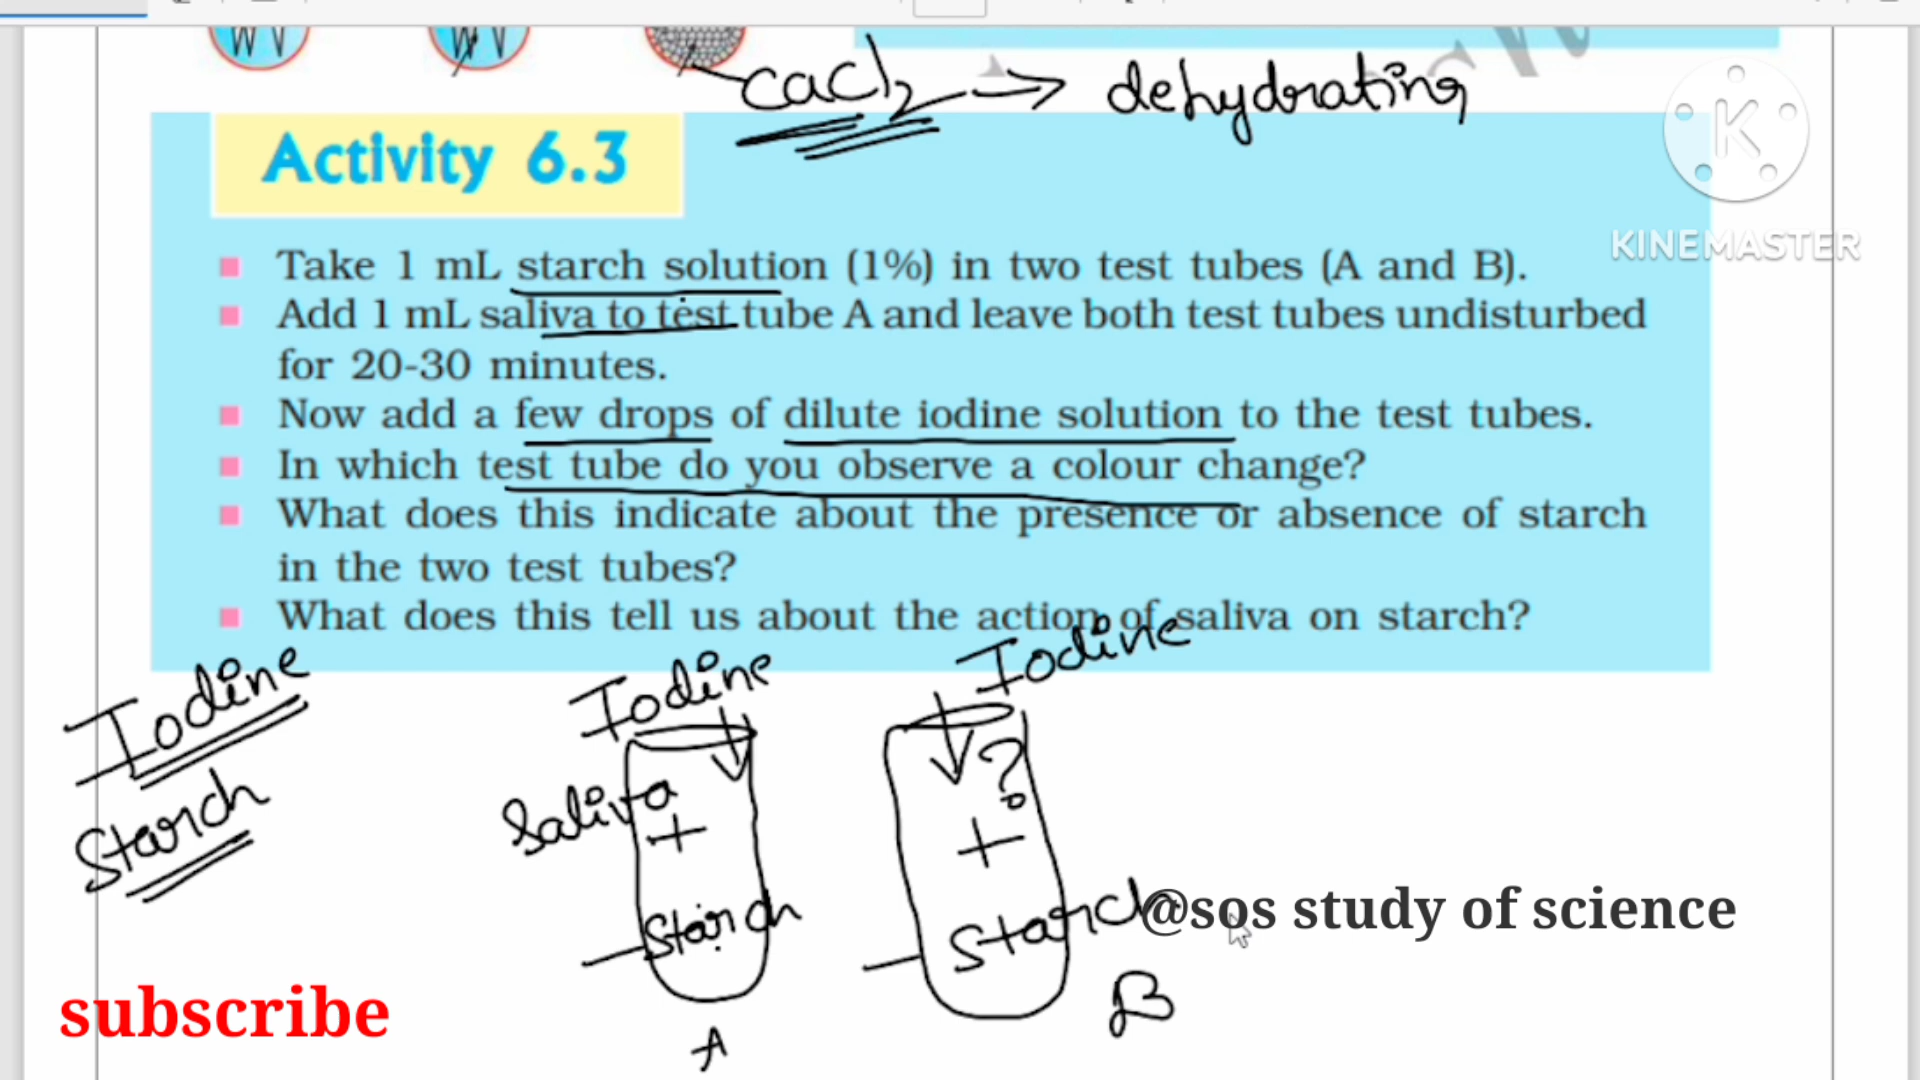 CaCl2 → dehydrating
Activity 6.3
K
KINEMASTER
Take 1 mL starch solution (1%) in two test tubes (A and B).
Add 1 mL saliva to test tube A and leave both test tubes undisturbed
for 20-30 minutes.
Now add a few drops of dilute iodine solution to the test tubes.
In which test tube do you observe a colour change?
What does this indicate about the presence or absence of starch
in the two test tubes?
What does this tell us about the action of saliva on starch?
Iodine
Starch
Iodine
Saliva
+
Starch
A
Iodine
?
+
Starch
B
@sos study of science
subscribe